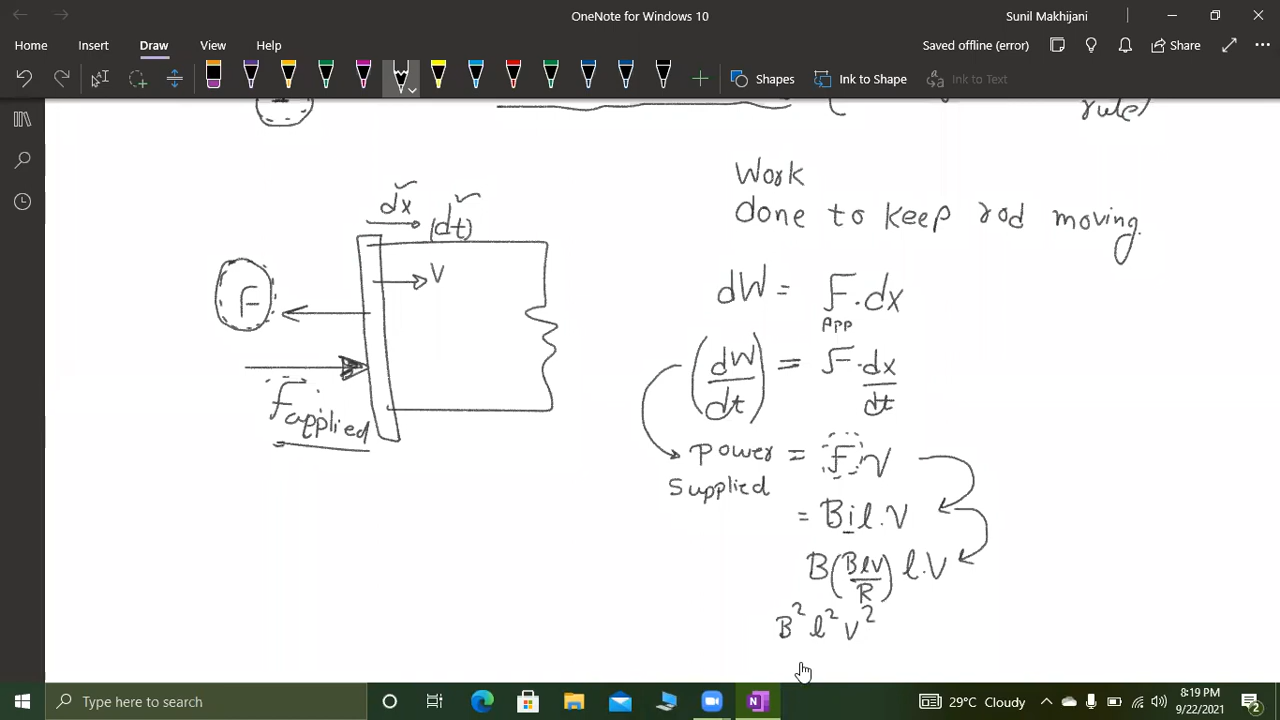 OneNote for Windows 10
Sunil Makhijani
Home Insert Draw View Help
Saved offline (error)
Share
Shapes
Ink to Shape
Ink to Text
rule)
Work
done to keep rod moving.
dx
(dt)
V
F
Fapplied
dW = F.dx
App
(dW/dt) = F.dx/dt
power = F V
Supplied
= Bil.V
B(Blv/R) l.V
B² l² v²
Type here to search
29°C Cloudy
8:19 PM
9/22/2021
2